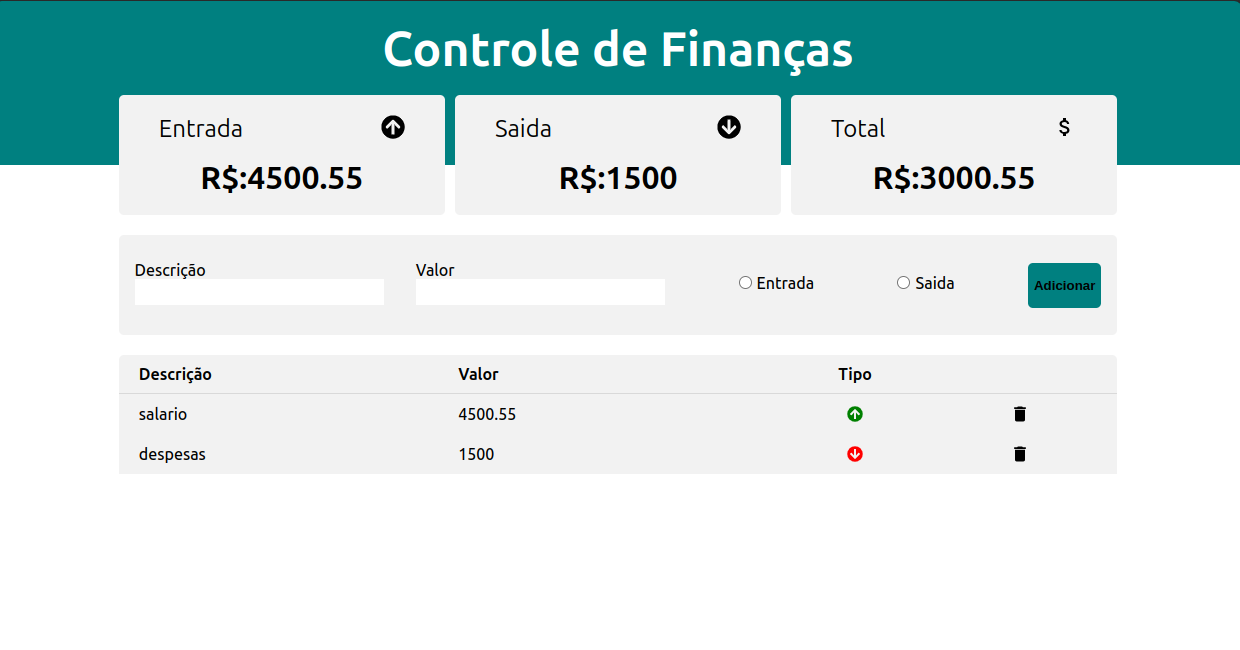 Controle de Finanças
Entrada
R$:4500.55
Saida
R$:1500
Total
$
R$:3000.55
Descrição
Valor
Entrada
Saida
Adicionar
Descrição Valor Tipo
salario 4500.55
despesas 1500